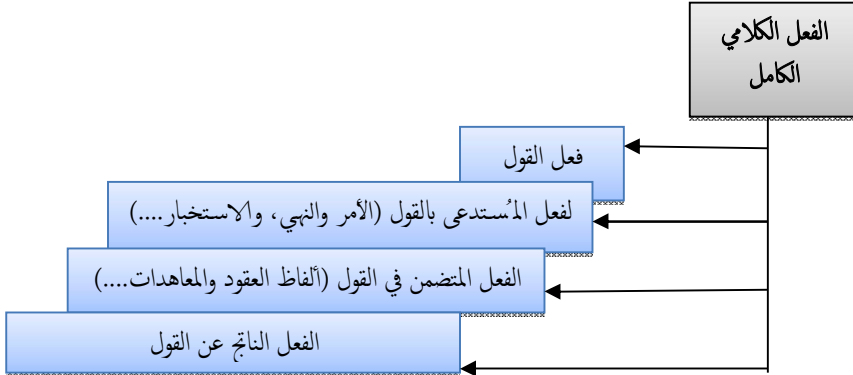 الفعل الكلامي
الكامل
فعل القول
لفعل المُستدعى بالقول (الأمر والنهي، والاستخبار....)
الفعل المتضمن في القول (ألفاظ العقود والمعاهدات....)
الفعل الناتج عن القول